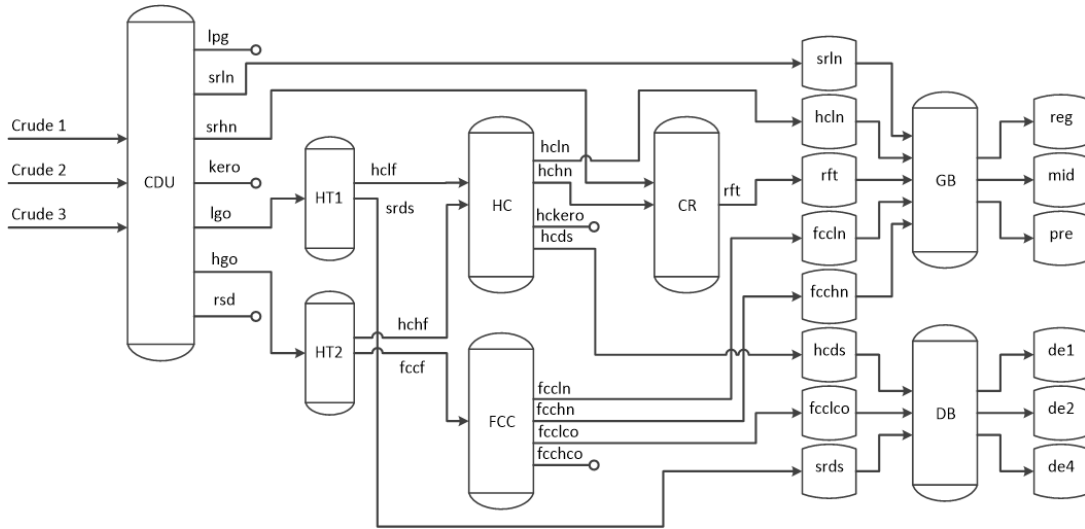 lpg
srln
srln
srhn
Crude 1
hcln
hcln
reg
hclf
hchn
kero
Crude 2
CDU
HT1
srds
HC
CR
rft
rft
GB
mid
lgo
hckero
Crude 3
hcds
fccln
pre
hgo
fcchn
rsd
hchf
HT2
hcds
de1
fccf
fccln
fcchn
fcclco
de2
FCC
DB
fcclco
fcchco
srds
de4